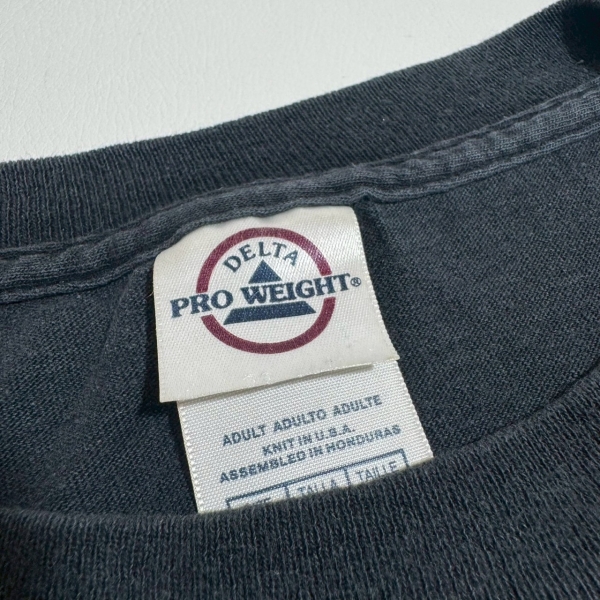 DELTA
PRO WEIGHT®
ADULT ADULTO ADULTE
KNIT IN U.S.A.
ASSEMBLED IN HONDURAS
TALLA TAILLE